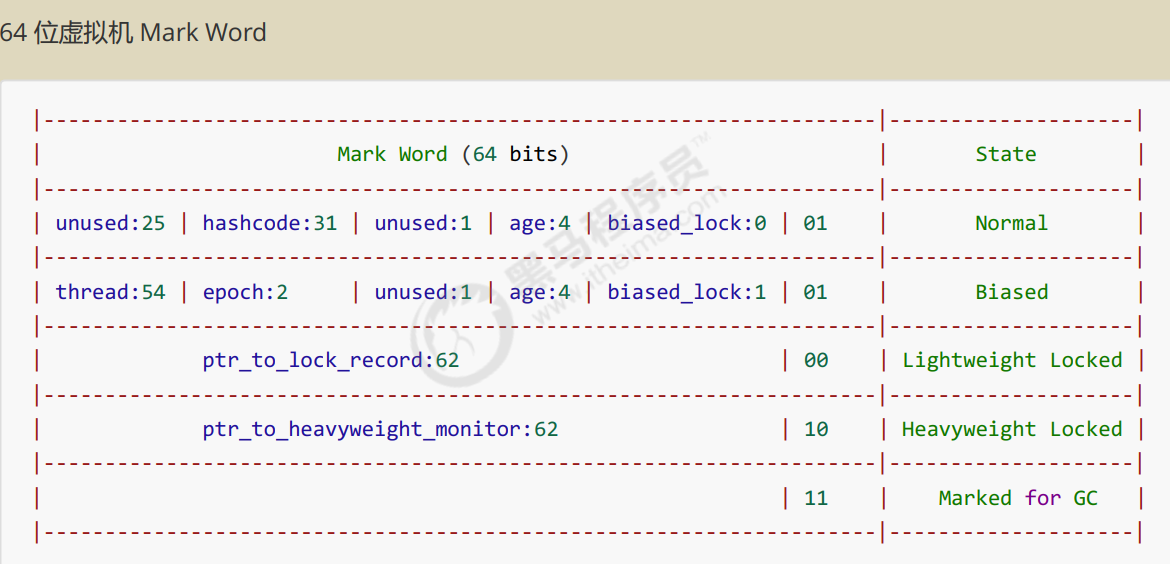 64 位虚拟机 Mark Word
|--------------------------------------------------------------------|--------------------|
| Mark Word (64 bits) | State |
|--------------------------------------------------------------------|--------------------|
| unused:25 | hashcode:31 | unused:1 | age:4 | biased_lock:0 | 01 | Normal |
|--------------------------------------------------------------------|--------------------|
| thread:54 | epoch:2 | unused:1 | age:4 | biased_lock:1 | 01 | Biased |
|--------------------------------------------------------------------|--------------------|
| ptr_to_lock_record:62 | 00 | Lightweight Locked |
|--------------------------------------------------------------------|--------------------|
| ptr_to_heavyweight_monitor:62 | 10 | Heavyweight Locked |
|--------------------------------------------------------------------|--------------------|
| | 11 | Marked for GC |
|--------------------------------------------------------------------|--------------------|
黑马程序员™
www.itheima.com